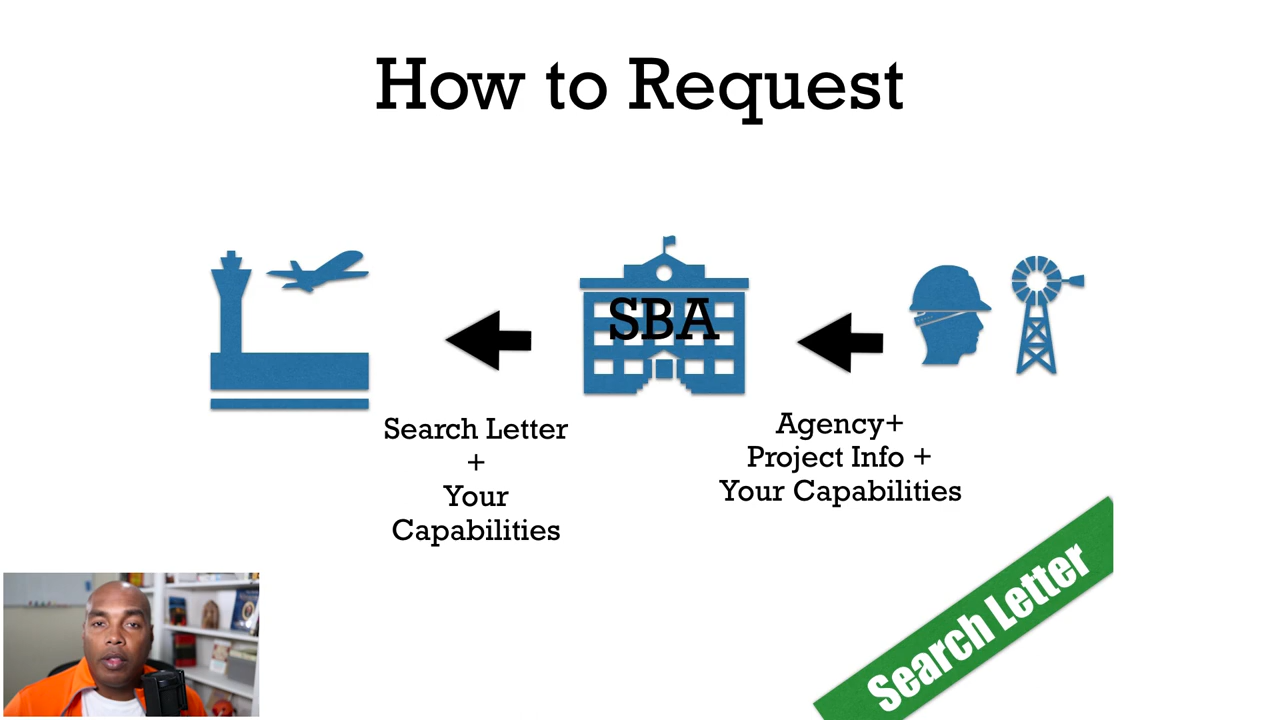 How to Request
SBA
Search Letter
+
Your
Capabilities
Agency+
Project Info +
Your Capabilities
Search Letter